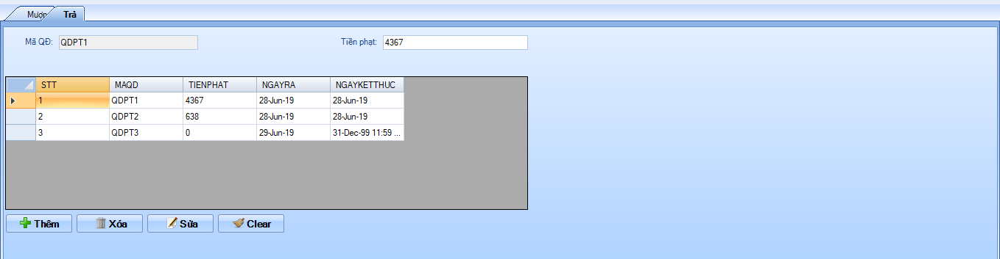 Mượn Trả
Mã QĐ: QDPT1 Tiền phạt: 4367
STT MAQD TIENPHAT NGAYRA NGAYKETTHUC
1 QDPT1 4367 28-Jun-19 28-Jun-19
2 QDPT2 638 28-Jun-19 28-Jun-19
3 QDPT3 0 29-Jun-19 31-Dec-99 11:59 ...
Thêm Xóa Sửa Clear